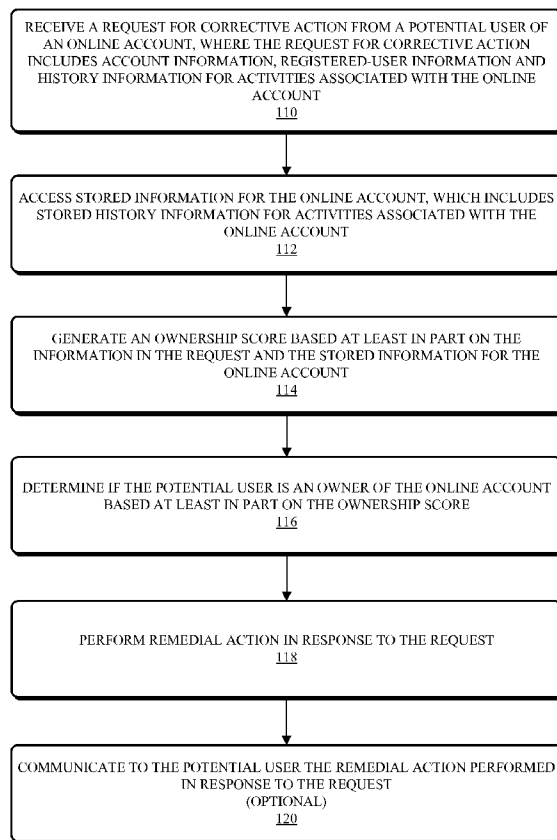 RECEIVE A REQUEST FOR CORRECTIVE ACTION FROM A POTENTIAL USER OF
AN ONLINE ACCOUNT, WHERE THE REQUEST FOR CORRECTIVE ACTION
INCLUDES ACCOUNT INFORMATION, REGISTERED-USER INFORMATION AND
HISTORY INFORMATION FOR ACTIVITIES ASSOCIATED WITH THE ONLINE
ACCOUNT
110
ACCESS STORED INFORMATION FOR THE ONLINE ACCOUNT, WHICH INCLUDES
STORED HISTORY INFORMATION FOR ACTIVITIES ASSOCIATED WITH THE
ONLINE ACCOUNT
112
GENERATE AN OWNERSHIP SCORE BASED AT LEAST IN PART ON THE
INFORMATION IN THE REQUEST AND THE STORED INFORMATION FOR THE
ONLINE ACCOUNT
114
DETERMINE IF THE POTENTIAL USER IS AN OWNER OF THE ONLINE ACCOUNT
BASED AT LEAST IN PART ON THE OWNERSHIP SCORE
116
PERFORM REMEDIAL ACTION IN RESPONSE TO THE REQUEST
118
COMMUNICATE TO THE POTENTIAL USER THE REMEDIAL ACTION PERFORMED
IN RESPONSE TO THE REQUEST
(OPTIONAL)
120